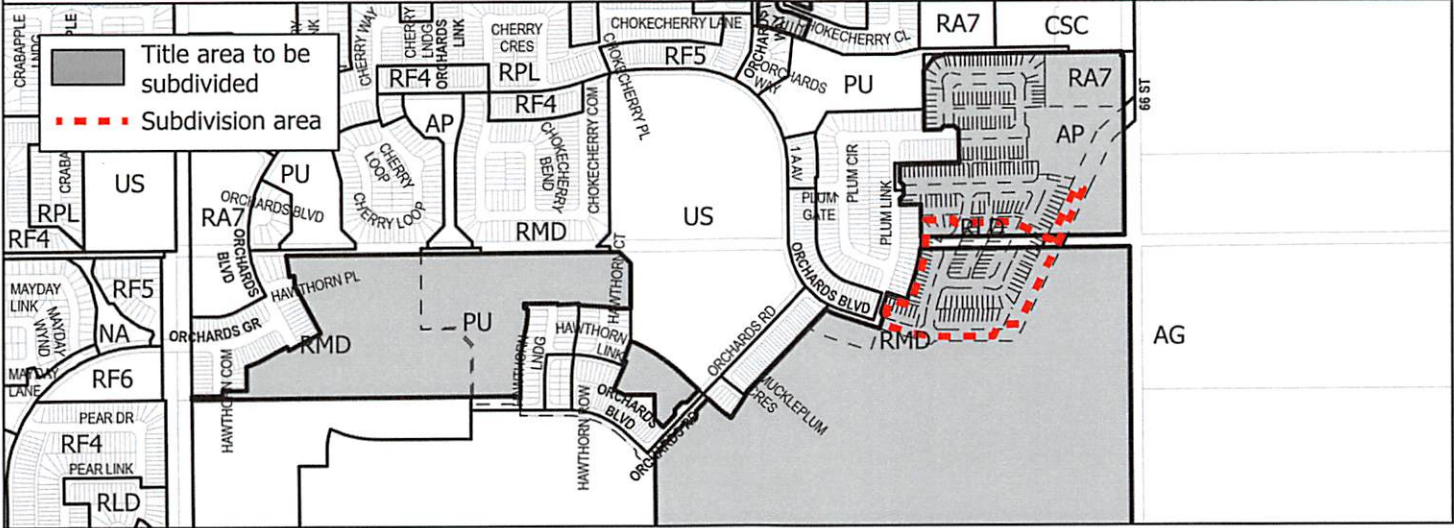 Title area to be
subdivided
Subdivision area
CRABAPPLE
LNDG
PLE
CHERRY WAY
NK
CHERRY
LNDG
ORCHARDS
LINK
CHERRY
CRES
CHOKECHERRY LANE
CHOKECHERRY CL
RA7
CSC
RF4
RPL
RF5
ORCHARDS
WAY
PU
RA7
66 ST
AP
RF4
CHOKECHERRY PL
AP
CHERRY
LOOP
CHERRY LOOP
CHOKECHERRY
BEND
CHOKECHERRY COM
1 A AV
PLUM CIR
PLUM
GATE
PLUM LINK
US
CRABA
RPL
RF4
PU
ORCHARDS BLVD
RA7
ORCHARDS
BLVD
RMD
US
RLD
HAWTHORN CT
ORCHARDS BLVD
MAYDAY
LINK
MAYDAY
WYND
RF5
NA
HAWTHORN PL
ORCHARDS GR
RMD
PU
HAWTHORN
LNDG
HAWTHORN
LINK
ORCHARDS RD
RMD
AG
MAYDAY
LANE
RF6
HAWTHORN COM
HAWTHORN ROW
ORCHARDS
BLVD
ORCHARDS RD
MUCKLEPLUM
CRES
PEAR DR
RF4
PEAR LINK
RLD